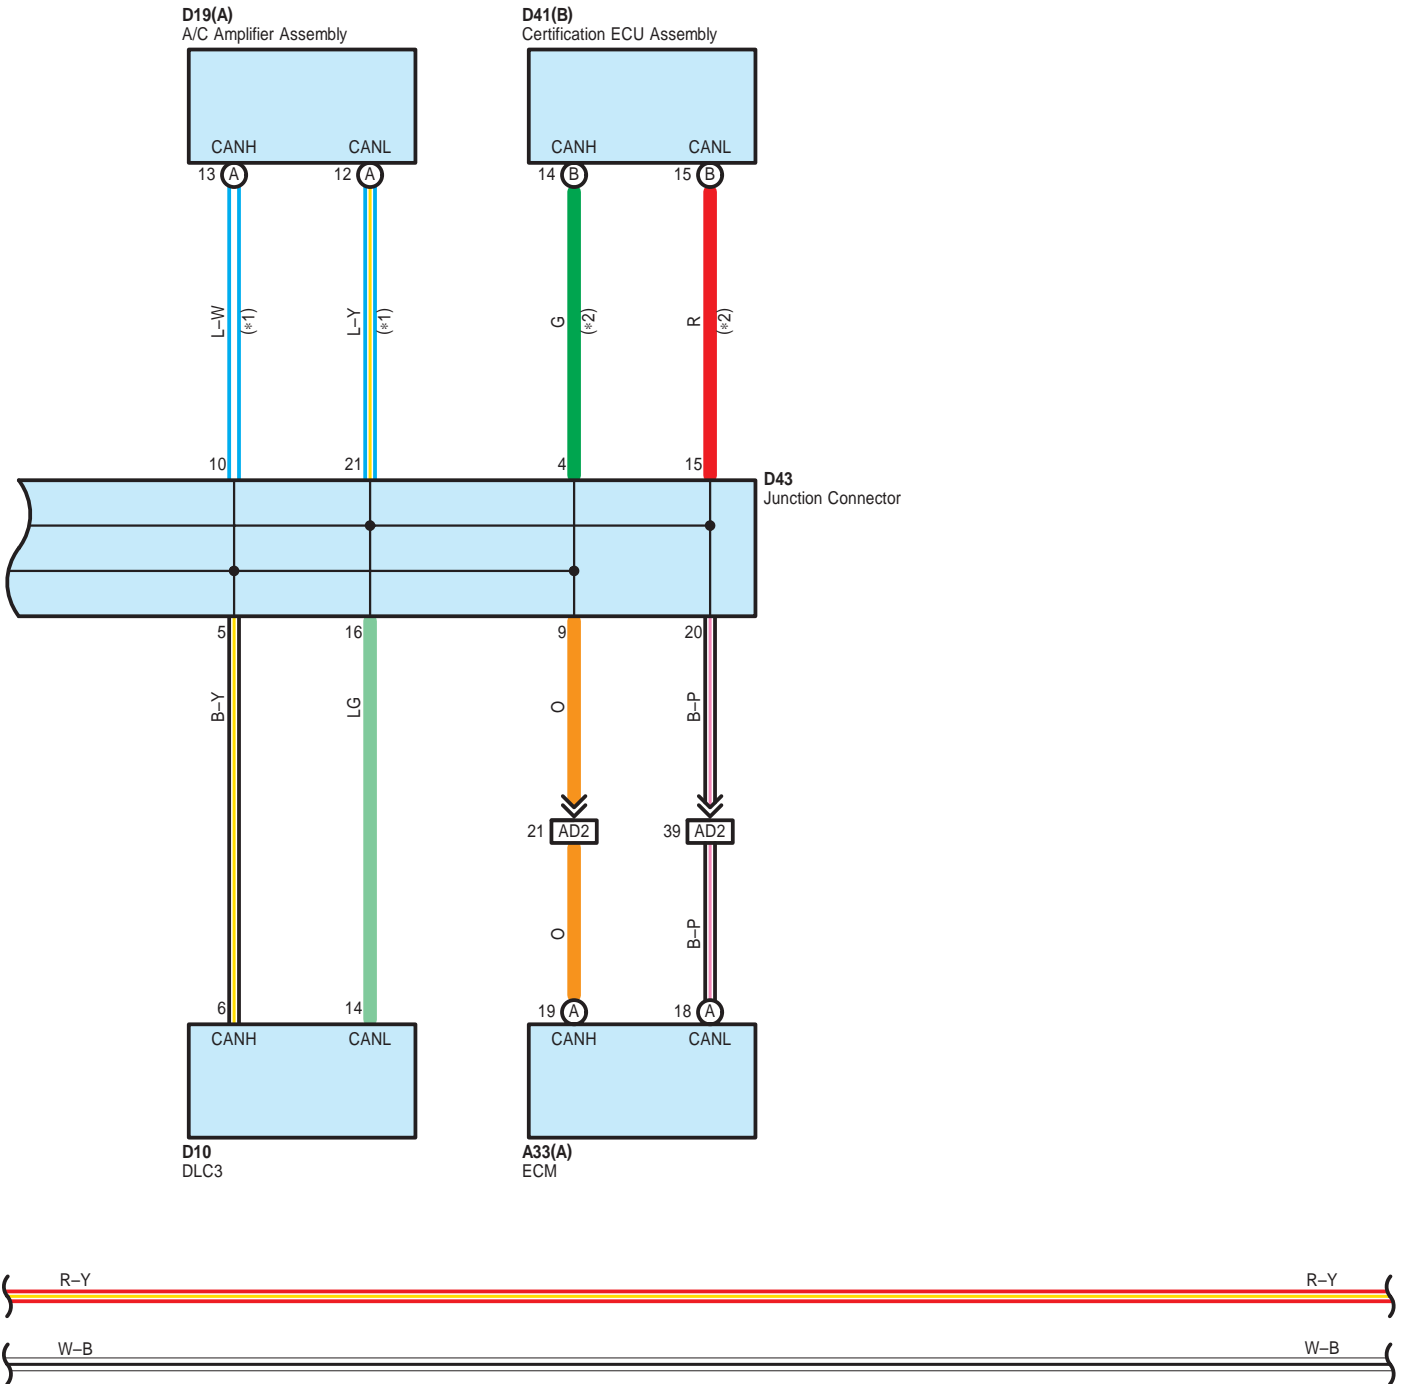 D19(A)
A/C Amplifier Assembly
D41(B)
Certification ECU Assembly
CANH
CANL
CANH
CANL
13 A
12 A
14 B
15 B
L–W
(*1)
L–Y
(*1)
G
(*2)
R
(*2)
10
21
4
15
D43
Junction Connector
5
16
9
20
B–Y
LG
O
B–P
21 AD2
39 AD2
O
B–P
6
14
19 A
18 A
CANH
CANL
CANH
CANL
D10
DLC3
A33(A)
ECM
R–Y
R–Y
W–B
W–B